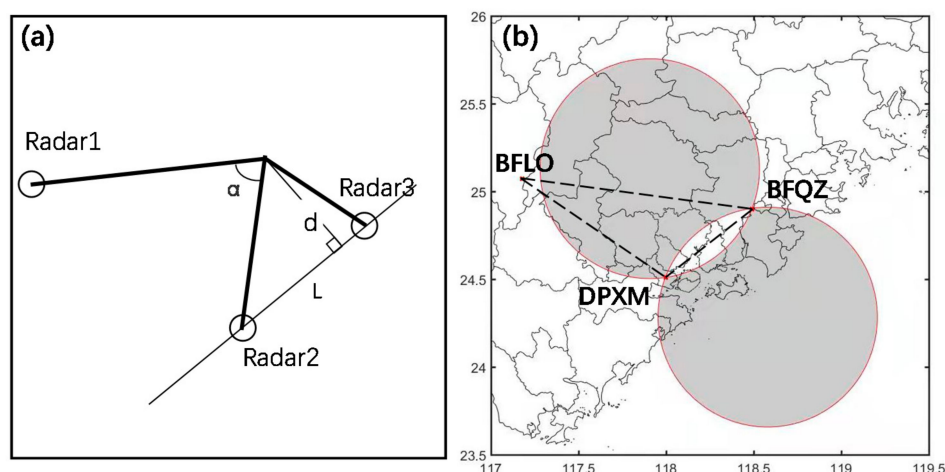 (a)
Radar1
α
Radar3
d
L
Radar2
(b)
26
25.5
25
24.5
24
23.5
117
117.5
118
118.5
119
119.5
BFLO
BFQZ
DPXM